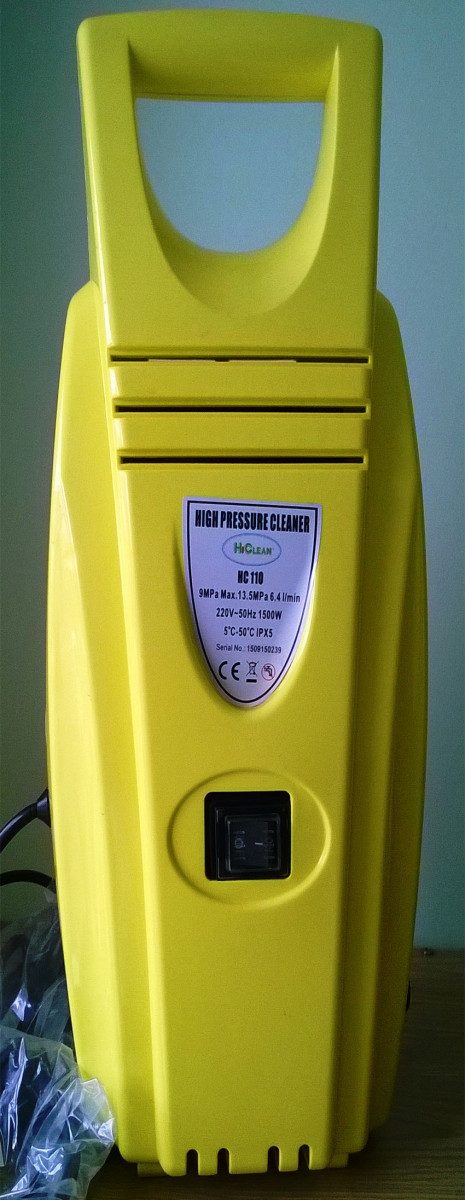 HIGH PRESSURE CLEANER
HiCLEAN
HC 110
9MPa Max.13.5MPa 6.4 l/min
220V~50Hz 1500W
5°C-50°C IPX5
Serial No : 1509150239
CE